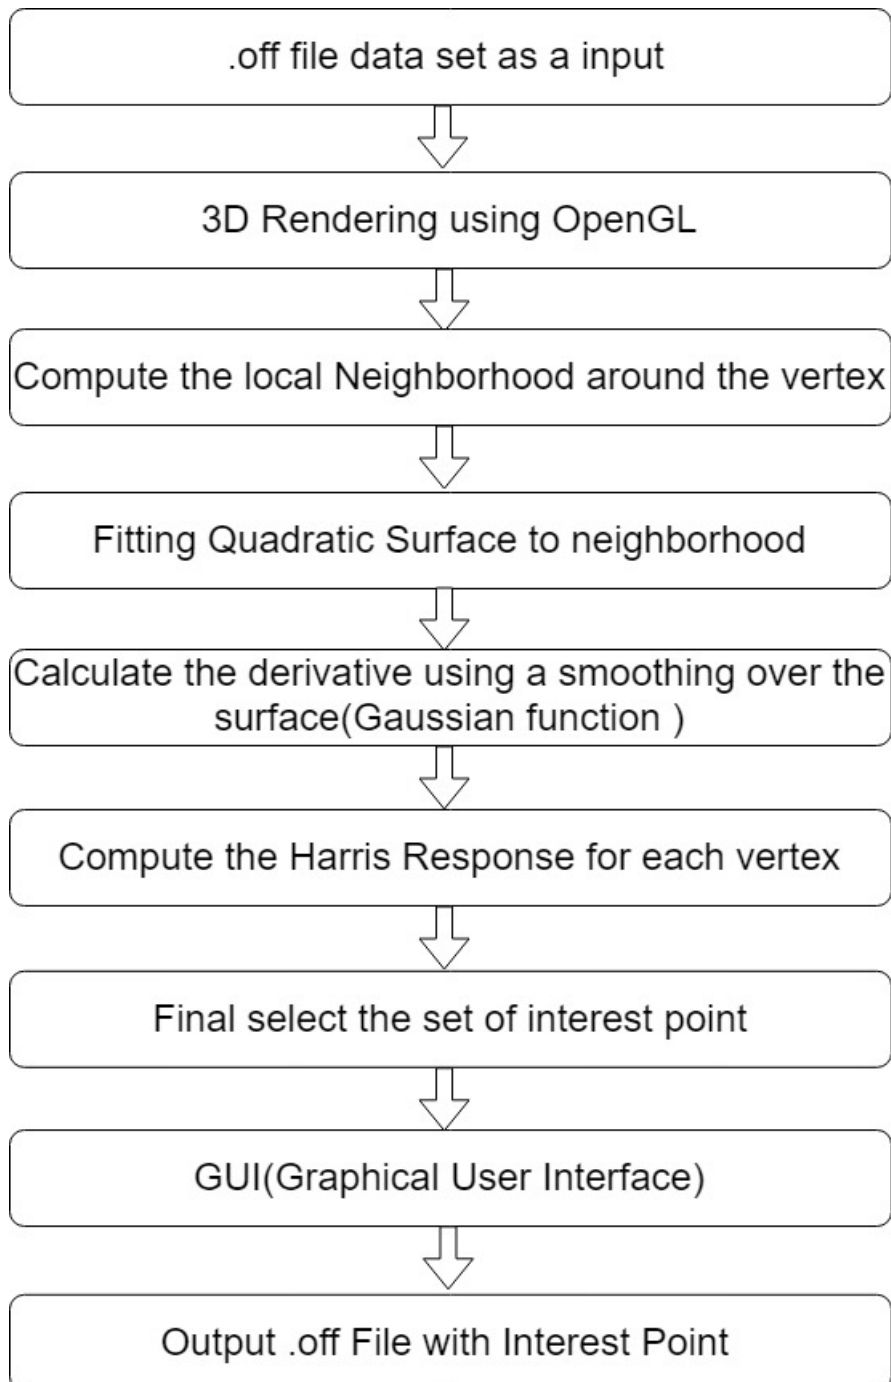 .off file data set as a input
3D Rendering using OpenGL
Compute the local Neighborhood around the vertex
Fitting Quadratic Surface to neighborhood
Calculate the derivative using a smoothing over the
surface(Gaussian function )
Compute the Harris Response for each vertex
Final select the set of interest point
GUI(Graphical User Interface)
Output .off File with Interest Point